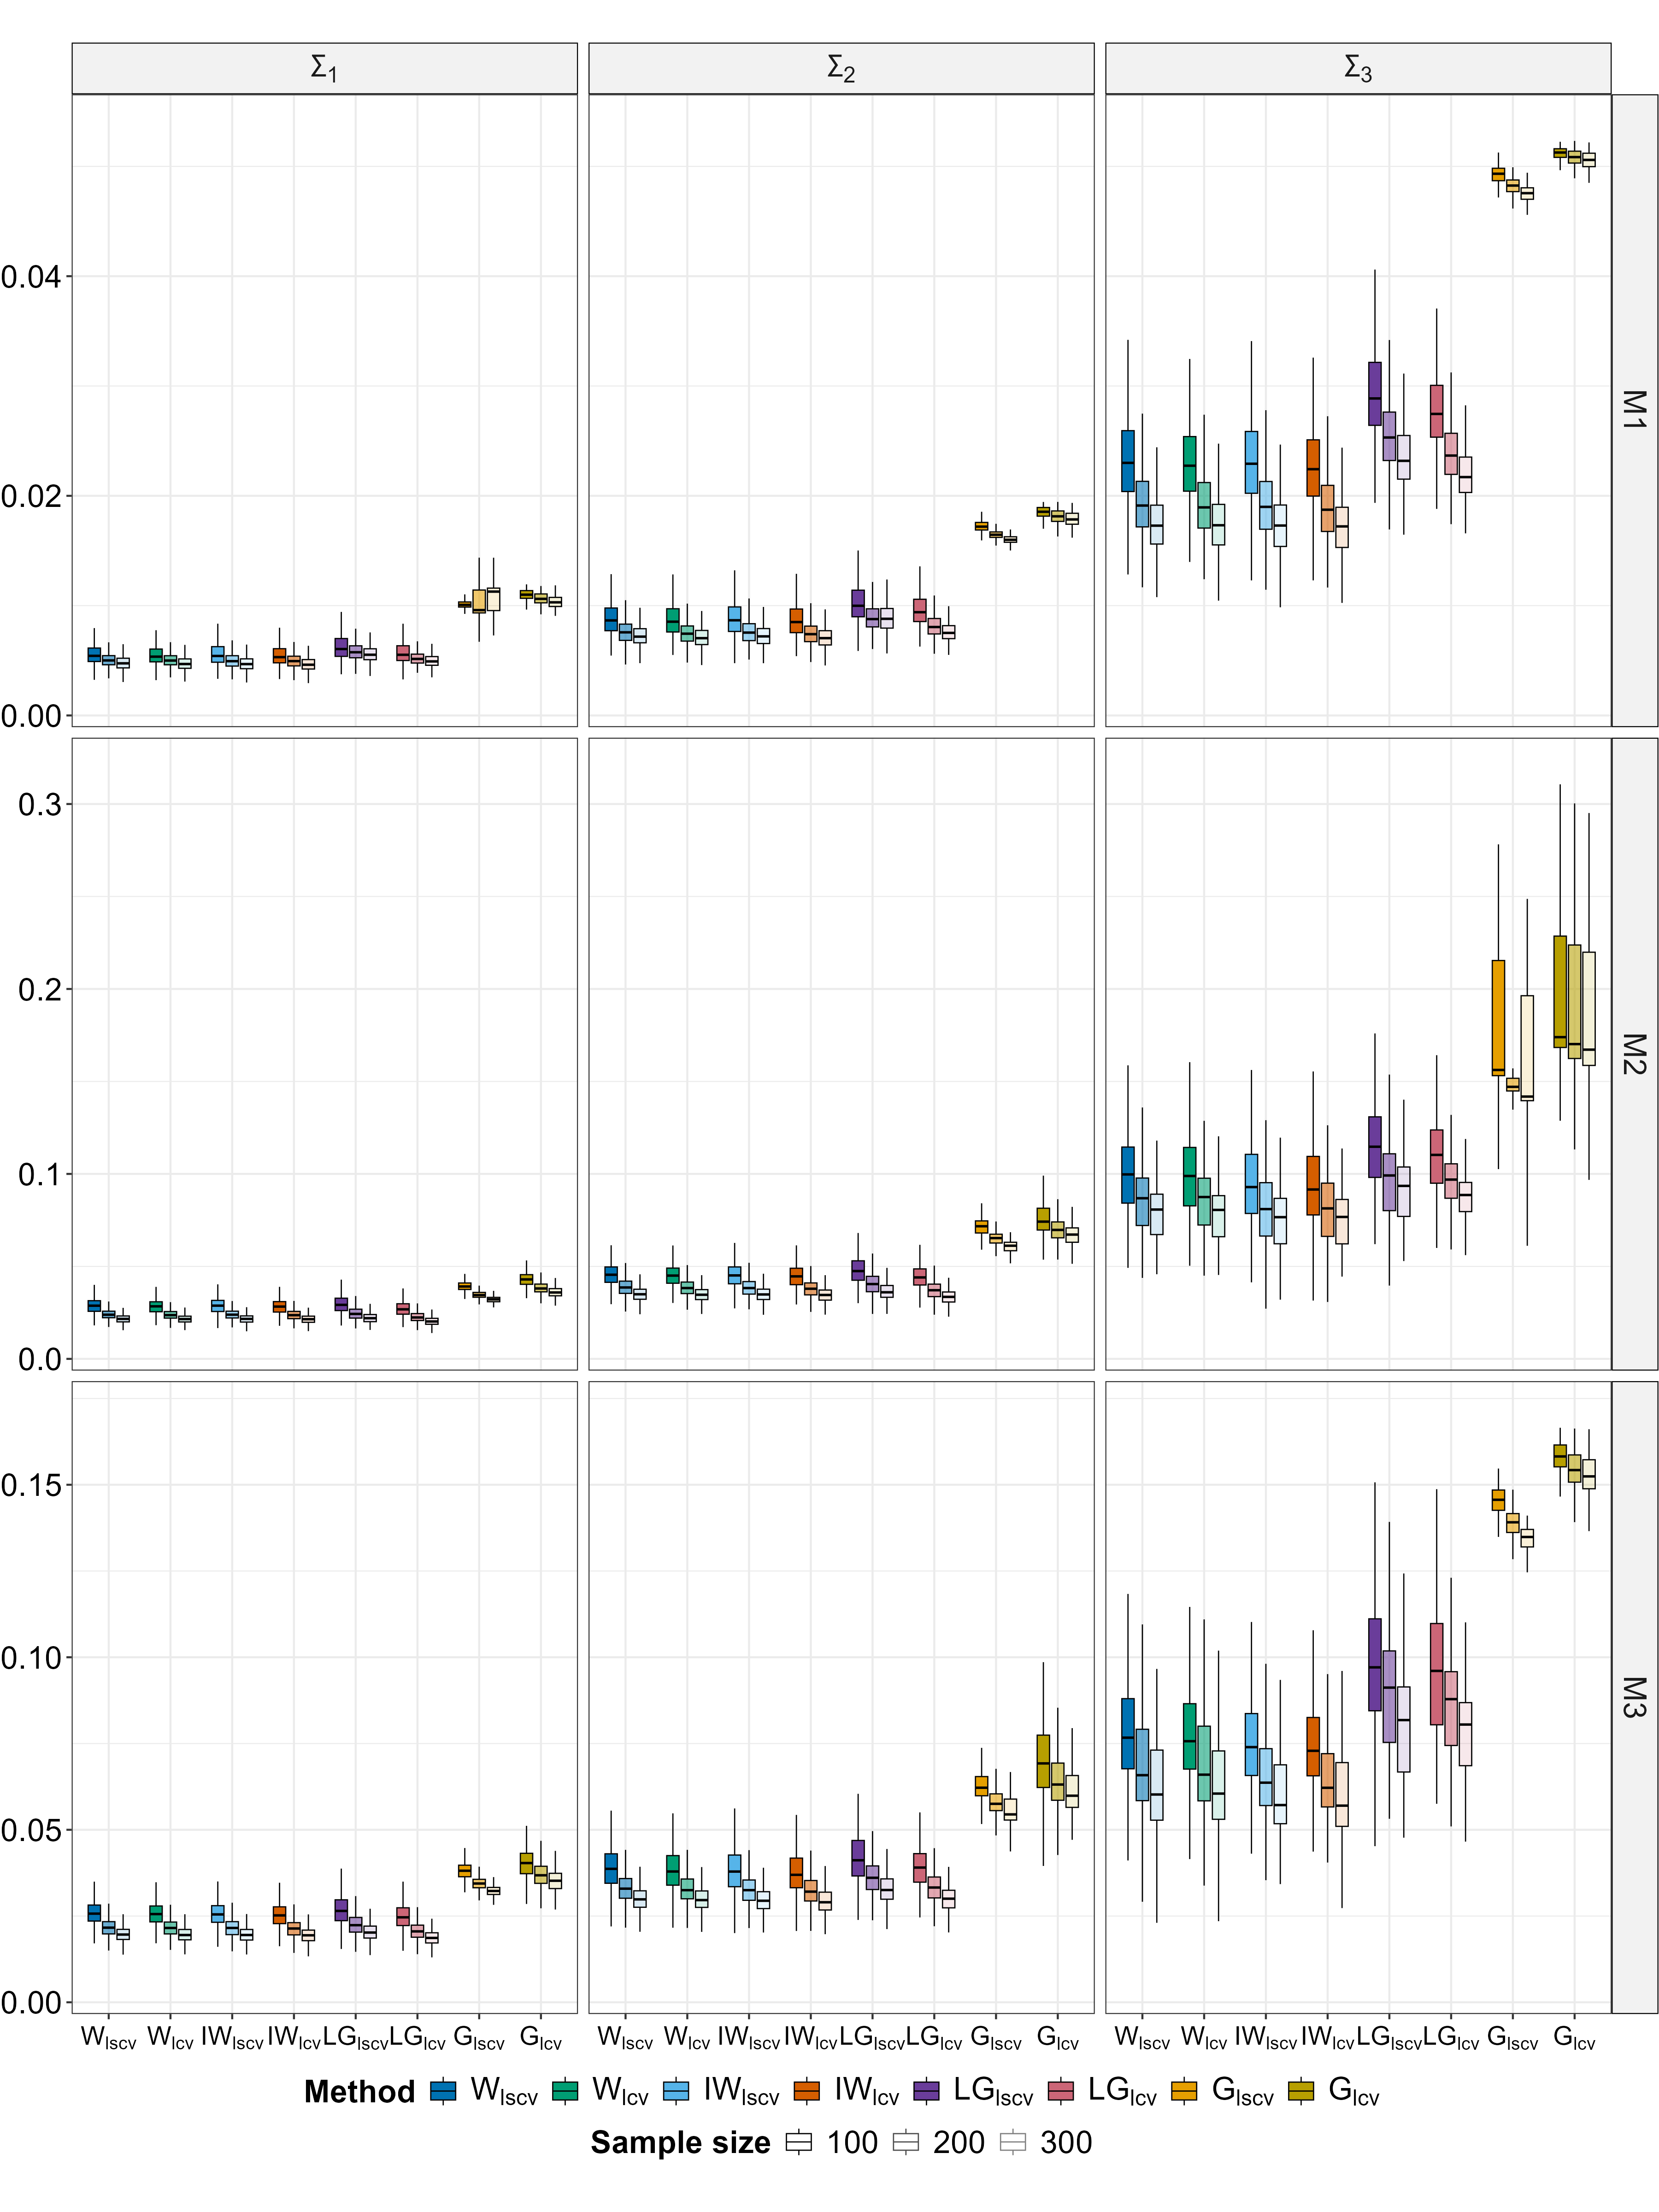 Σ1 Σ2 Σ3
M1
0.04
0.02
0.00
M2
0.3
0.2
0.1
0.0
M3
0.15
0.10
0.05
0.00
Wlscv Wlcv IWlscv IWlcv LGlscv LGlcv Glscv Glcv Wlscv Wlcv IWlscv IWlcv LGlscv LGlcv Glscv Glcv Wlscv Wlcv IWlscv IWlcv LGlscv LGlcv Glscv Glcv
Method Wlscv Wlcv IWlscv IWlcv LGlscv LGlcv Glscv Glcv
Sample size 100 200 300